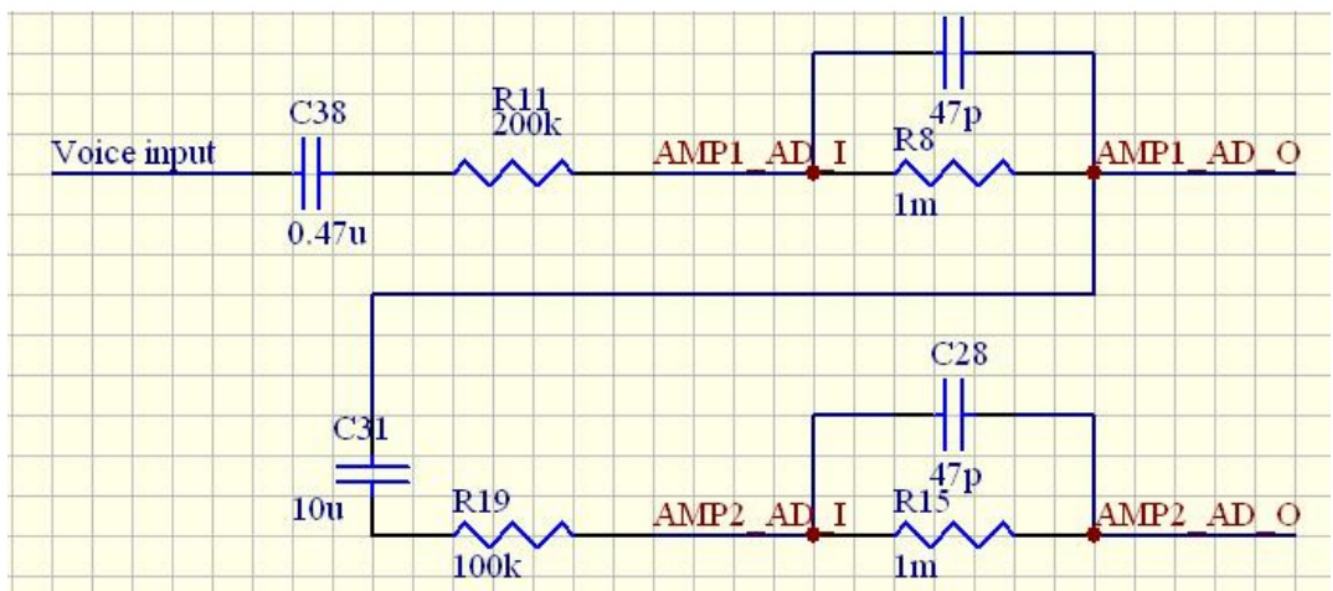 C38
R11
200k
47p
Voice input
AMP1_AD_I
R8
AMP1_AD_O
0.47u
1m
C28
C31
47p
10u
R19
100k
AMP2_AD_I
R15
1m
AMP2_AD_O